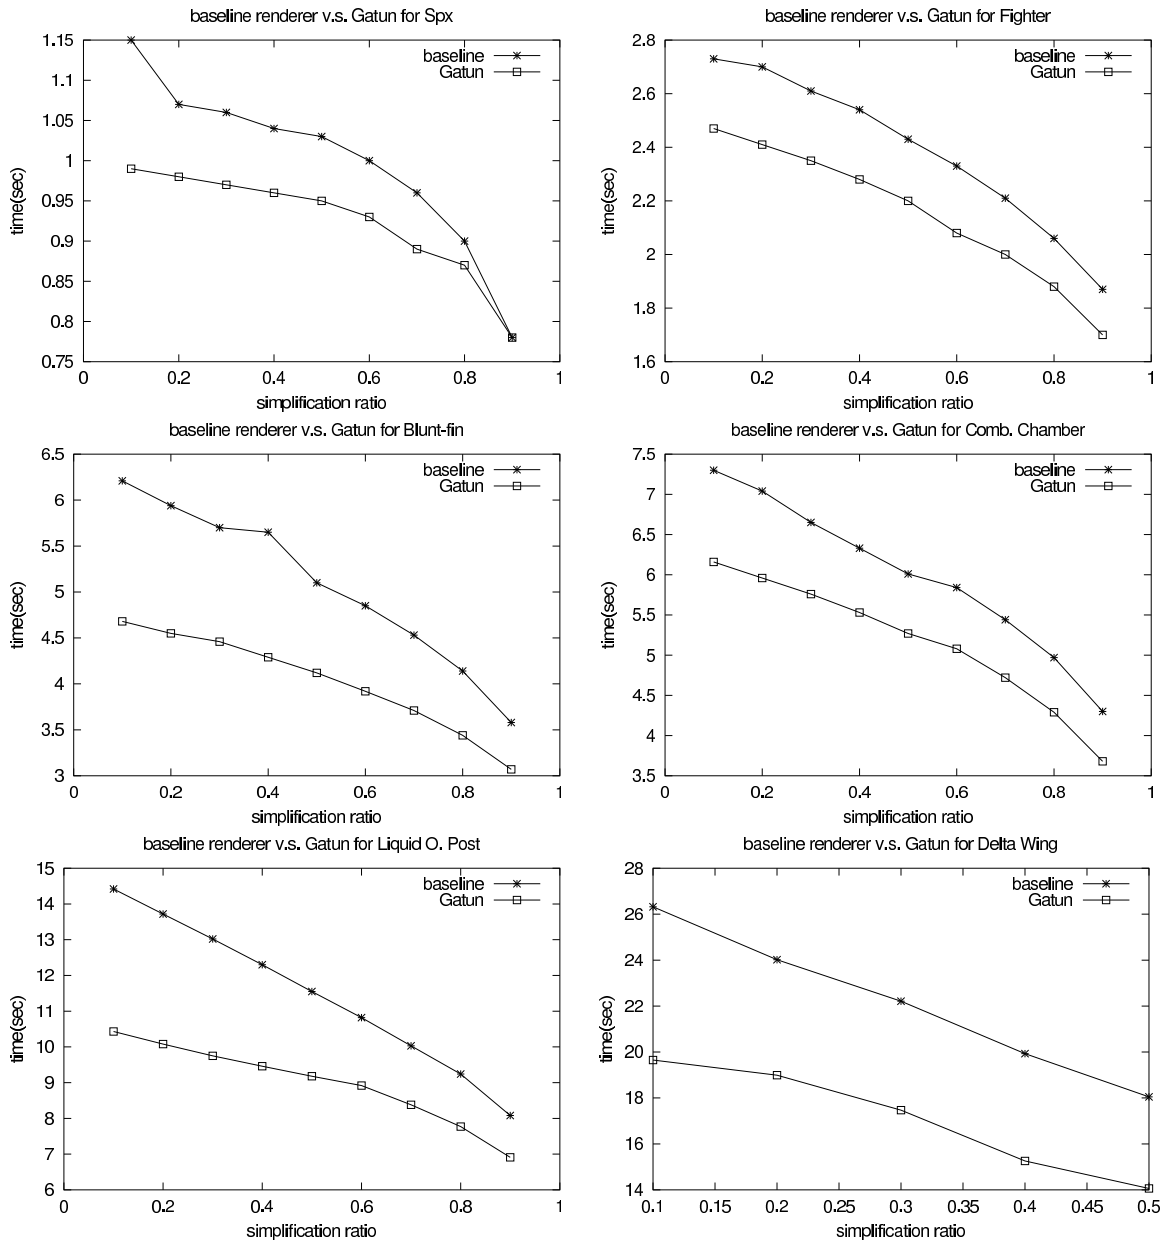 baseline renderer v.s. Gatun for Spx
1.15
1.1
1.05
1
0.95
0.9
0.85
0.8
0.75
time(sec)
baseline
Gatun
0 0.2 0.4 0.6 0.8 1
simplification ratio
baseline renderer v.s. Gatun for Fighter
2.8
2.6
2.4
2.2
2
1.8
1.6
time(sec)
baseline
Gatun
0 0.2 0.4 0.6 0.8 1
simplification ratio
baseline renderer v.s. Gatun for Blunt-fin
6.5
6
5.5
5
4.5
4
3.5
3
time(sec)
baseline
Gatun
0 0.2 0.4 0.6 0.8 1
simplification ratio
baseline renderer v.s. Gatun for Comb. Chamber
7.5
7
6.5
6
5.5
5
4.5
4
3.5
time(sec)
baseline
Gatun
0 0.2 0.4 0.6 0.8 1
simplification ratio
baseline renderer v.s. Gatun for Liquid O. Post
15
14
13
12
11
10
9
8
7
6
time(sec)
baseline
Gatun
0 0.2 0.4 0.6 0.8 1
simplification ratio
baseline renderer v.s. Gatun for Delta Wing
28
26
24
22
20
18
16
14
time(sec)
baseline
Gatun
0.1 0.15 0.2 0.25 0.3 0.35 0.4 0.45 0.5
simplification ratio